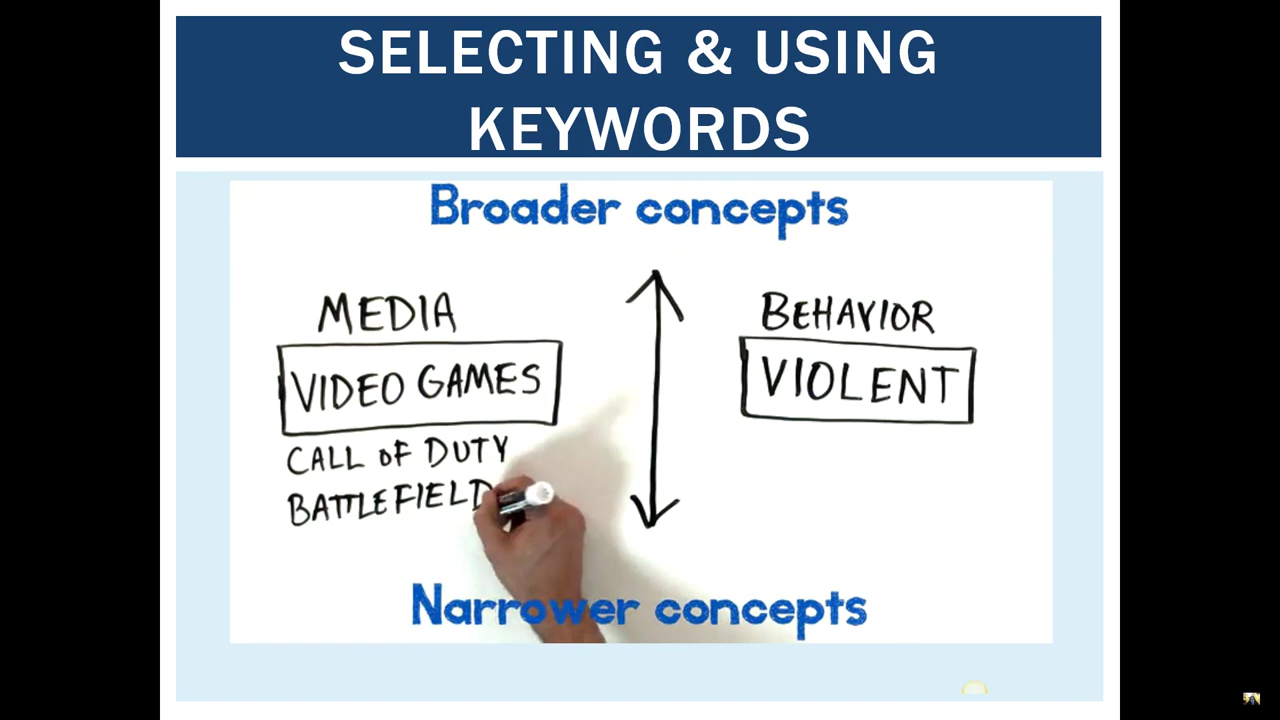 SELECTING & USING
KEYWORDS
Broader concepts
MEDIA
VIDEO GAMES
CALL OF DUTY
BATTLEFIELD
BEHAVIOR
VIOLENT
Narrower concepts